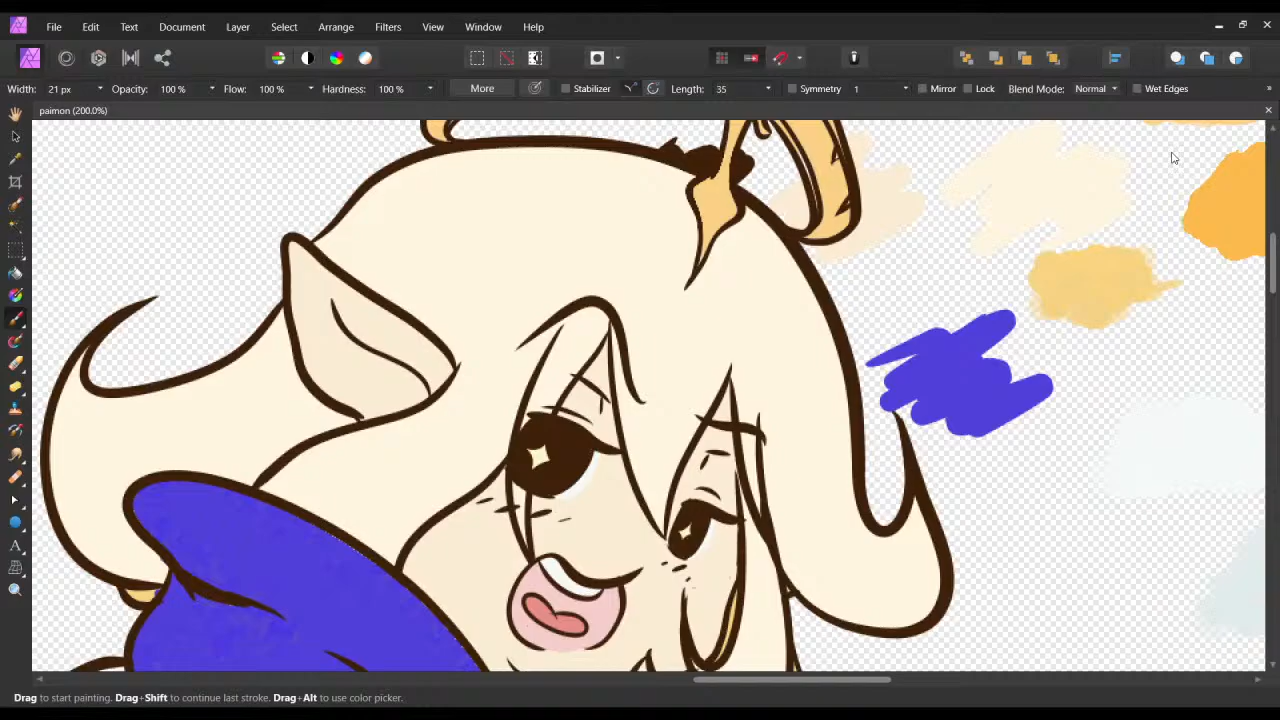 File Edit Text Document Layer Select Arrange Filters View Window Help
Width: 21 px Opacity: 100 % Flow: 100 % Hardness: 100 % More Stabilizer Length: 35 Symmetry 1 Mirror Lock Blend Mode: Normal Wet Edges
paimon (200.0%)
Drag to start painting. Drag+Shift to continue last stroke. Drag+Alt to use color picker.